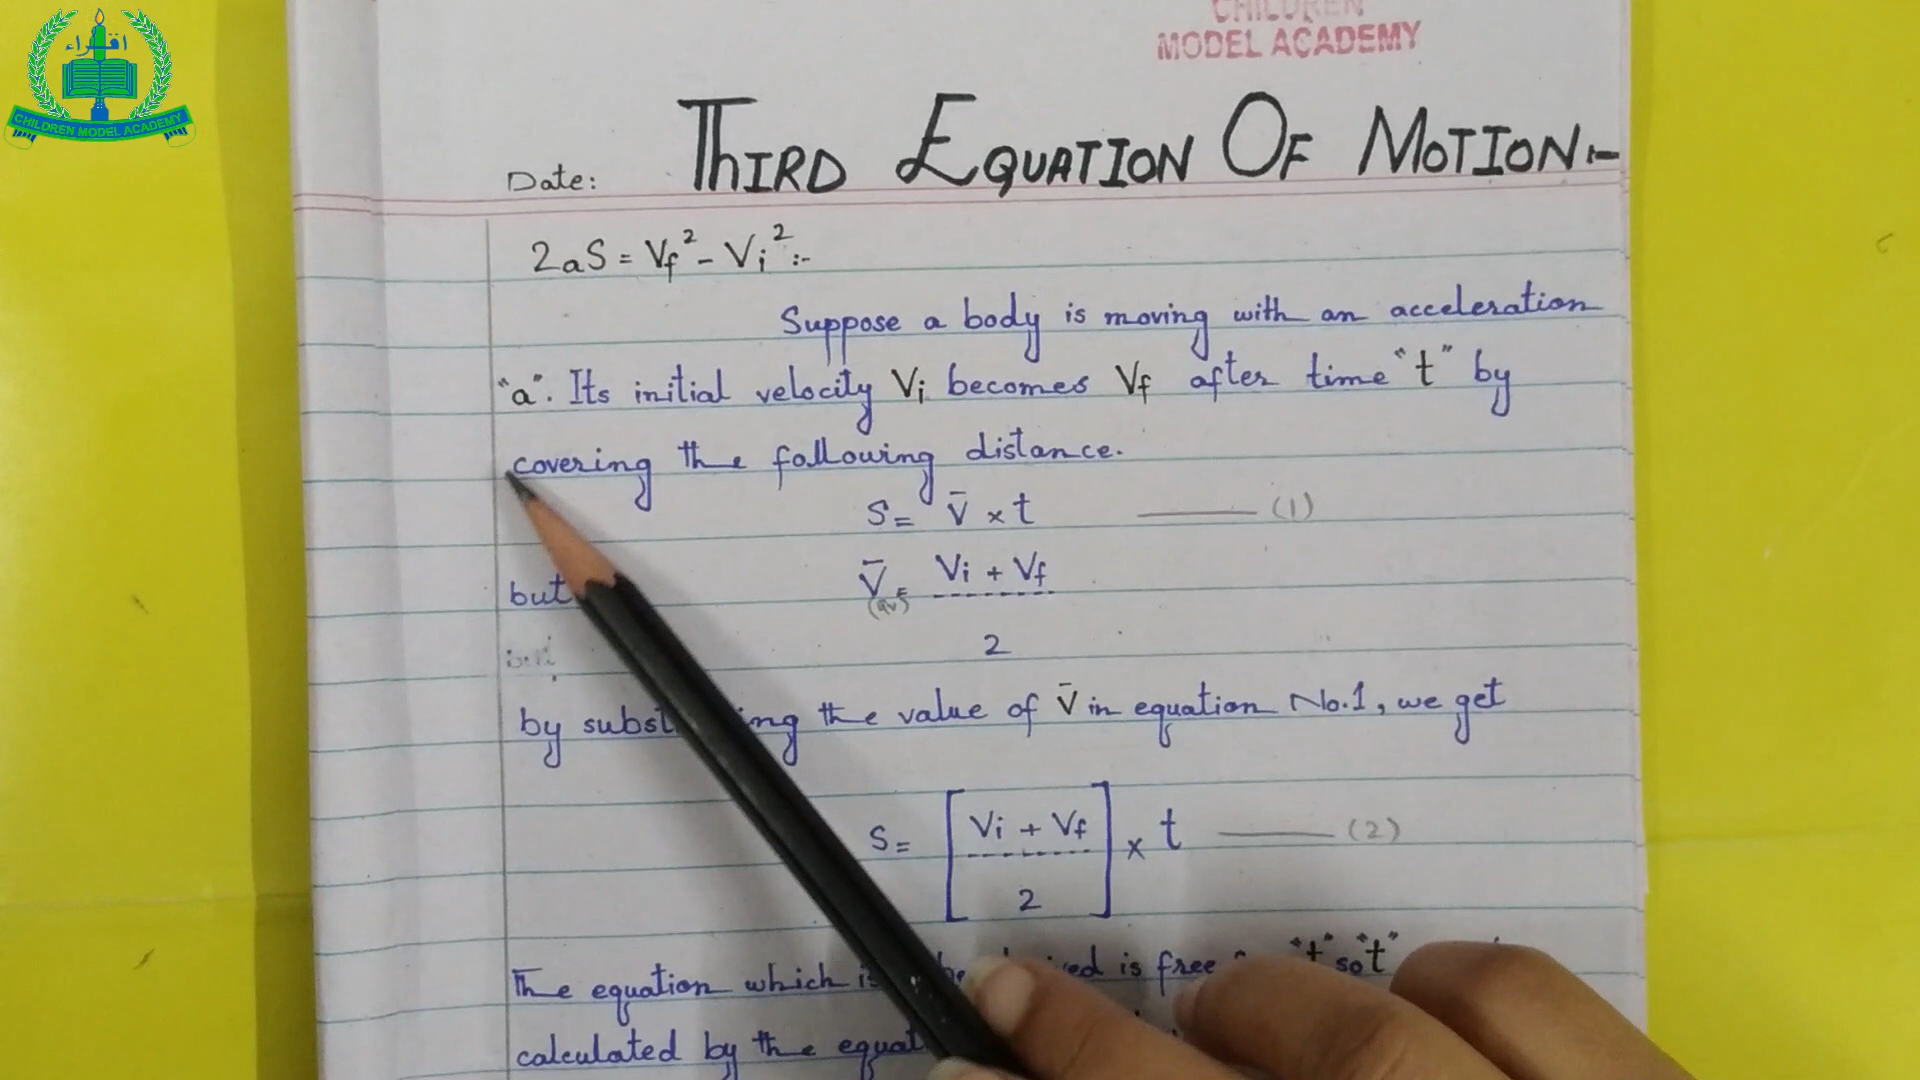 اقراء
CHILDREN MODEL ACADEMY
CHILDREN
MODEL ACADEMY
Date: THIRD EQUATION OF MOTION:-
2aS = Vf² - Vi² :-
Suppose a body is moving with an acceleration
"a". Its initial velocity Vi becomes Vf after time "t" by
covering the following distance.
S = V̄ × t ——— (1)
but V̄(av) = Vi + Vf
2
by the value of V̄ in equation No.1, we get
S = [Vi + Vf / 2] × t ——— (2)
The equation which is free "t" so "t"
calculated by the